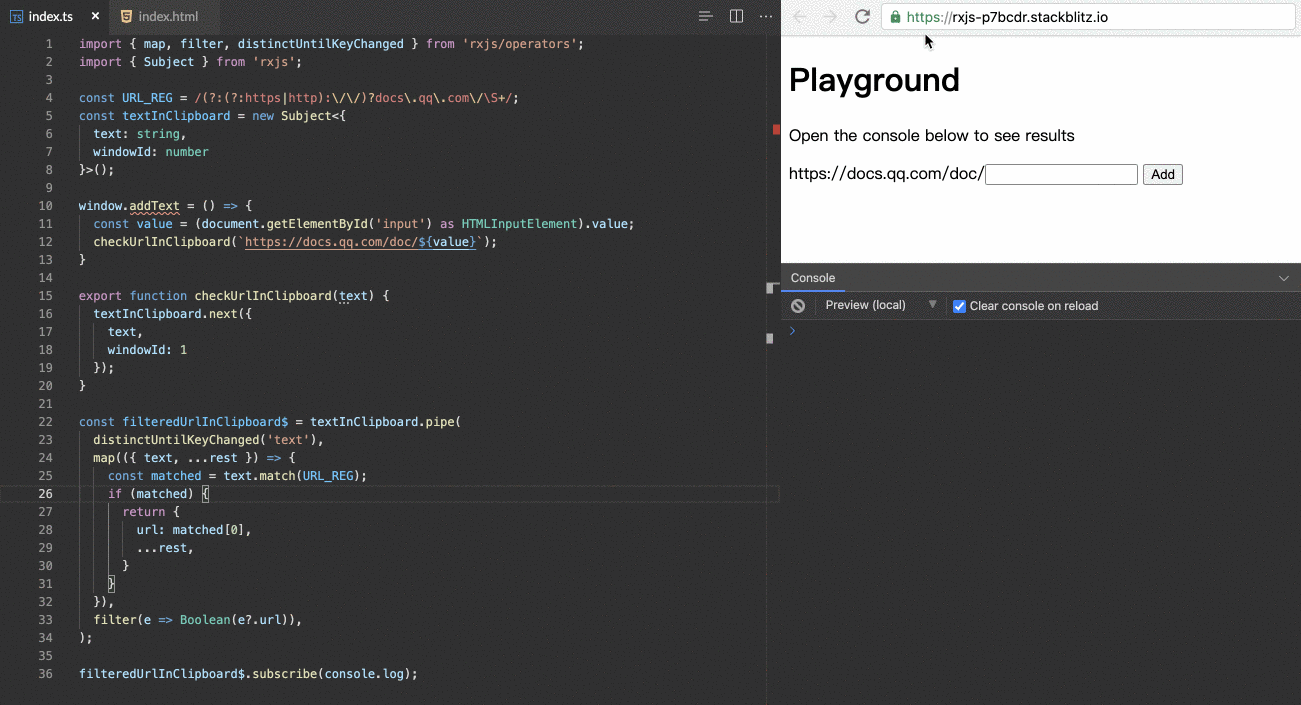 index.ts × index.html
1 import { map, filter, distinctUntilKeyChanged } from 'rxjs/operators';
2 import { Subject } from 'rxjs';
3
4 const URL_REG = /(?:(?:https|http):\/\/)?docs\.qq\.com\/\S+/;
5 const textInClipboard = new Subject<{
6   text: string,
7   windowId: number
8 }>();
9
10 window.addText = () => {
11   const value = (document.getElementById('input') as HTMLInputElement).value;
12   checkUrlInClipboard(`https://docs.qq.com/doc/${value}`);
13 }
14
15 export function checkUrlInClipboard(text) {
16   textInClipboard.next({
17     text,
18     windowId: 1
19   });
20 }
21
22 const filteredUrlInClipboard$ = textInClipboard.pipe(
23   distinctUntilKeyChanged('text'),
24   map(({ text, ...rest }) => {
25     const matched = text.match(URL_REG);
26     if (matched) {
27       return {
28         url: matched[0],
29         ...rest,
30       }
31     }
32   }),
33   filter(e => Boolean(e?.url)),
34 );
35
36 filteredUrlInClipboard$.subscribe(console.log);
https://rxjs-p7bcdr.stackblitz.io
Playground
Open the console below to see results
https://docs.qq.com/doc/ Add
Console
Preview (local) Clear console on reload